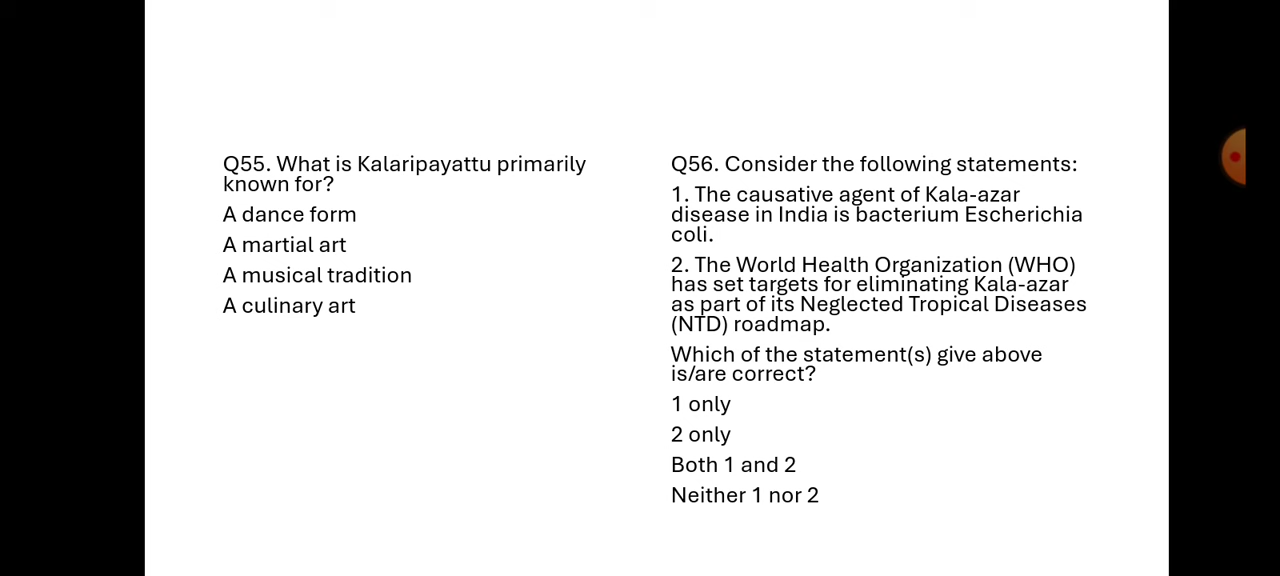 Q55. What is Kalaripayattu primarily
known for?
A dance form
A martial art
A musical tradition
A culinary art
Q56. Consider the following statements:
1. The causative agent of Kala-azar
disease in India is bacterium Escherichia
coli.
2. The World Health Organization (WHO)
has set targets for eliminating Kala-azar
as part of its Neglected Tropical Diseases
(NTD) roadmap.
Which of the statement(s) give above
is/are correct?
1 only
2 only
Both 1 and 2
Neither 1 nor 2